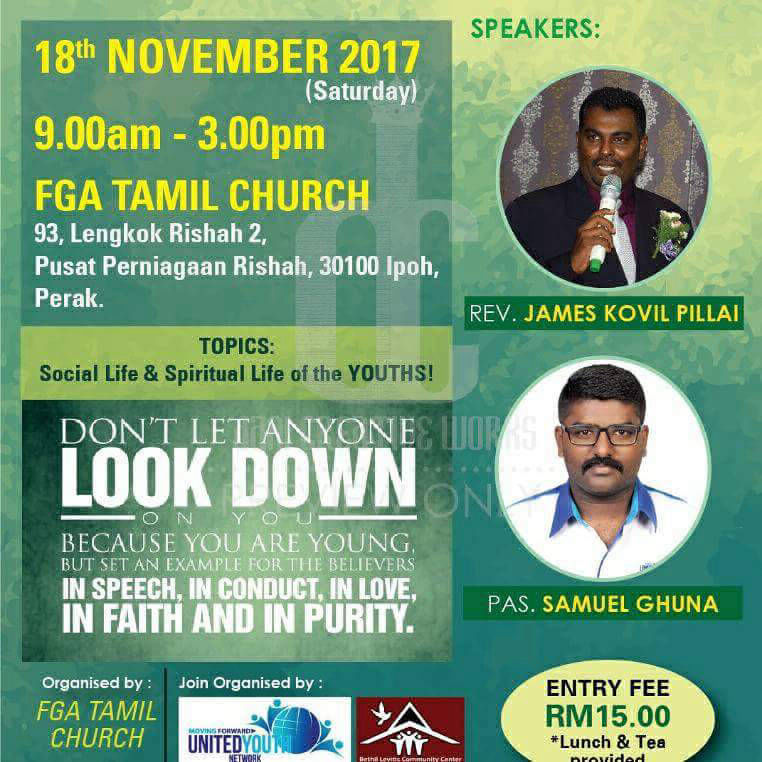 18th NOVEMBER 2017
(Saturday)
9.00am - 3.00pm
FGA TAMIL CHURCH
93, Lengkok Rishah 2,
Pusat Perniagaan Rishah, 30100 Ipoh,
Perak.
TOPICS:
Social Life & Spiritual Life of the YOUTHS!
DON'T LET ANYONE
LOOK DOWN
ON YOU
BECAUSE YOU ARE YOUNG,
BUT SET AN EXAMPLE FOR THE BELIEVERS
IN SPEECH, IN CONDUCT, IN LOVE,
IN FAITH AND IN PURITY.
SPEAKERS:
REV. JAMES KOVIL PILLAI
PAS. SAMUEL GHUNA
Organised by :
FGA TAMIL
CHURCH
Join Organised by :
MOVING FORWARD
UNITED YOUTH
NETWORK
Bethil Levitic Community Center
ENTRY FEE
RM15.00
*Lunch & Tea
provided
WORKS
ONLY